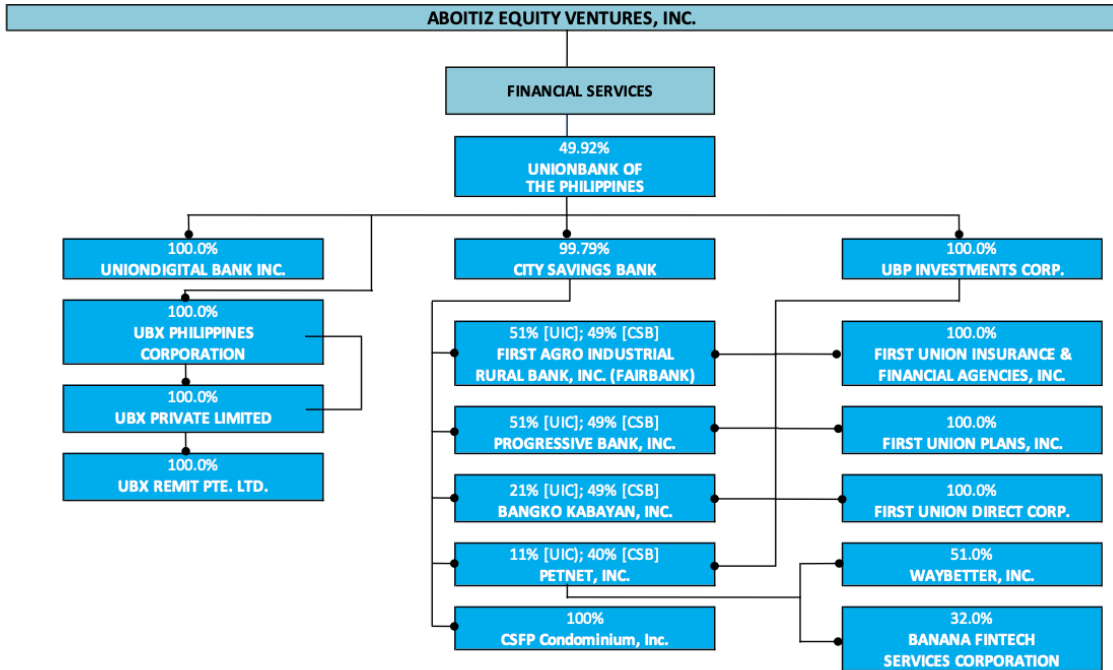 ABOITIZ EQUITY VENTURES, INC.
FINANCIAL SERVICES
49.92%
UNIONBANK OF
THE PHILIPPINES
100.0%
UNIONDIGITAL BANK INC.
99.79%
CITY SAVINGS BANK
100.0%
UBP INVESTMENTS CORP.
100.0%
UBX PHILIPPINES
CORPORATION
51% [UIC]; 49% [CSB]
FIRST AGRO INDUSTRIAL
RURAL BANK, INC. (FAIRBANK)
100.0%
FIRST UNION INSURANCE &
FINANCIAL AGENCIES, INC.
100.0%
UBX PRIVATE LIMITED
51% [UIC]; 49% [CSB]
PROGRESSIVE BANK, INC.
100.0%
FIRST UNION PLANS, INC.
100.0%
UBX REMIT PTE. LTD.
21% [UIC]; 49% [CSB]
BANGKO KABAYAN, INC.
100.0%
FIRST UNION DIRECT CORP.
11% [UIC); 40% [CSB]
PETNET, INC.
51.0%
WAYBETTER, INC.
100%
CSFP Condominium, Inc.
32.0%
BANANA FINTECH
SERVICES CORPORATION